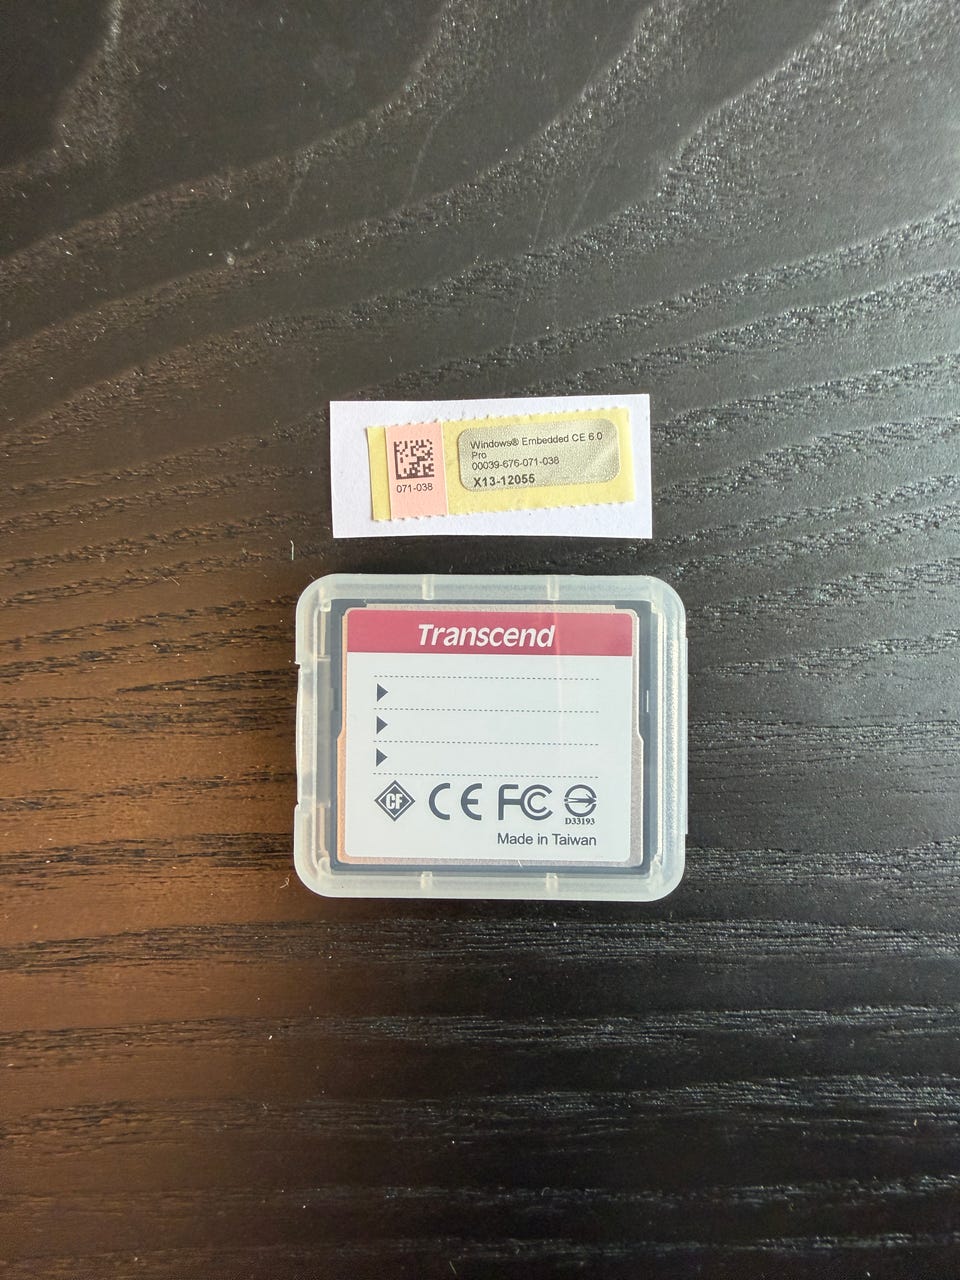 Windows® Embedded CE 6.0
Pro
00039-676-071-038
X13-12055
071-038
Transcend
CF
CE FC
D33193
Made in Taiwan